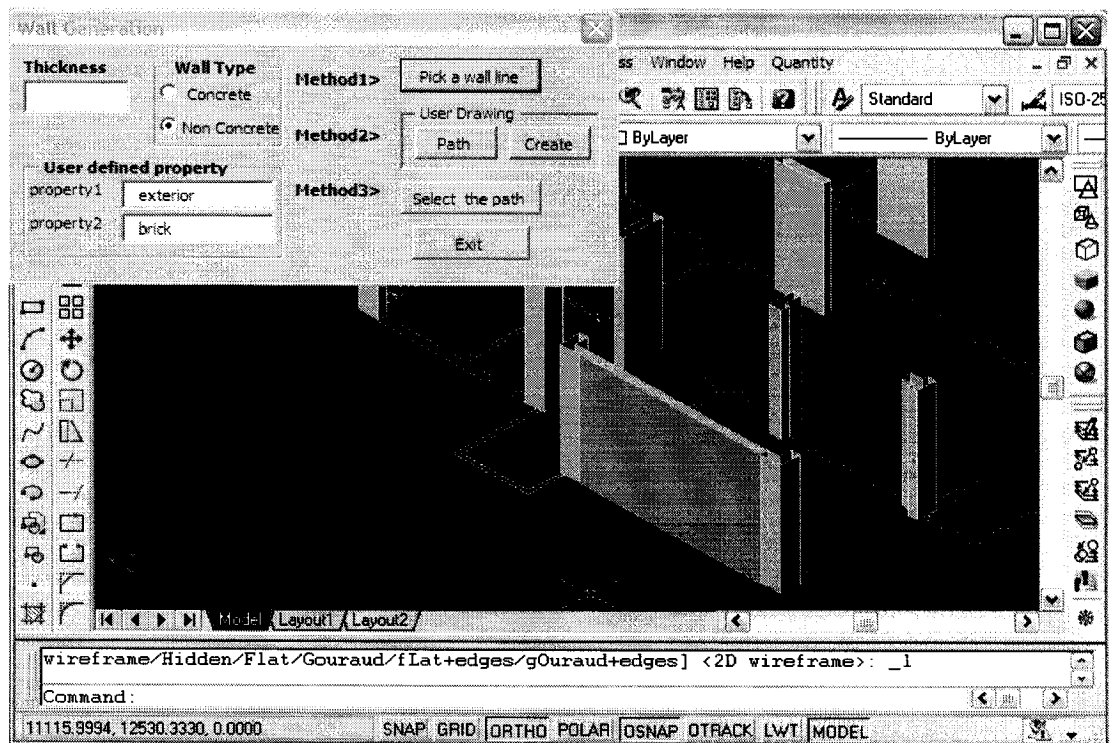 Wall Generation
Thickness
Wall Type
Concrete
Non Concrete
User defined property
property1 exterior
property2 brick
Method1> Pick a wall line
User Drawing
Method2> Path Create
Method3> Select the path
Exit
ss Window Help Quantity
Standard ISO-25
ByLayer ByLayer
Model Layout1 Layout2
wireframe/Hidden/Flat/Gouraud/fLat+edges/gOuraud+edges] <2D wireframe>: _l
Command:
11115.9994, 12530.3330, 0.0000 SNAP GRID ORTHO POLAR OSNAP OTRACK LWT MODEL